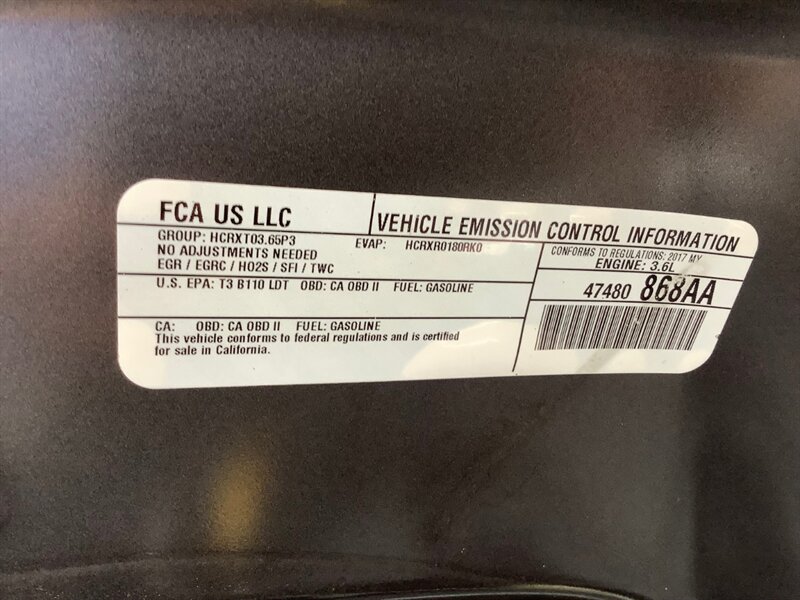 FCA US LLC
VEHICLE EMISSION CONTROL INFORMATION
GROUP: HCRXT03.65P3
EVAP: HCRXR0180RK0
NO ADJUSTMENTS NEEDED
EGR / EGRC / HO2S / SFI / TWC
CONFORMS TO REGULATIONS: 2017 MY
ENGINE: 3.6L
U.S. EPA: T3 B110 LDT OBD: CA OBD II FUEL: GASOLINE
47480 868AA
CA: OBD: CA OBD II FUEL: GASOLINE
This vehicle conforms to federal regulations and is certified
for sale in California.